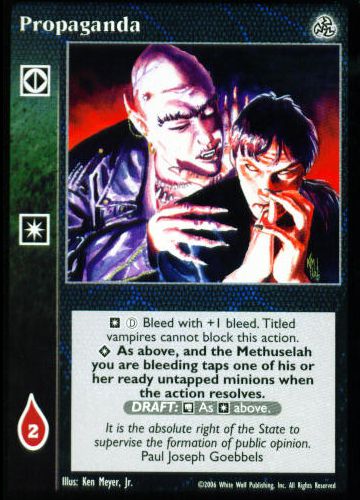 Propaganda
D Bleed with +1 bleed. Titled
vampires cannot block this action.
As above, and the Methuselah
you are bleeding taps one of his or
her ready untapped minions when
the action resolves.
DRAFT: As above.
It is the absolute right of the State to
supervise the formation of public opinion.
Paul Joseph Goebbels
2
Illus: Ken Meyer, Jr.
©2006 White Wolf Publishing, Inc. All Rights Reserved.